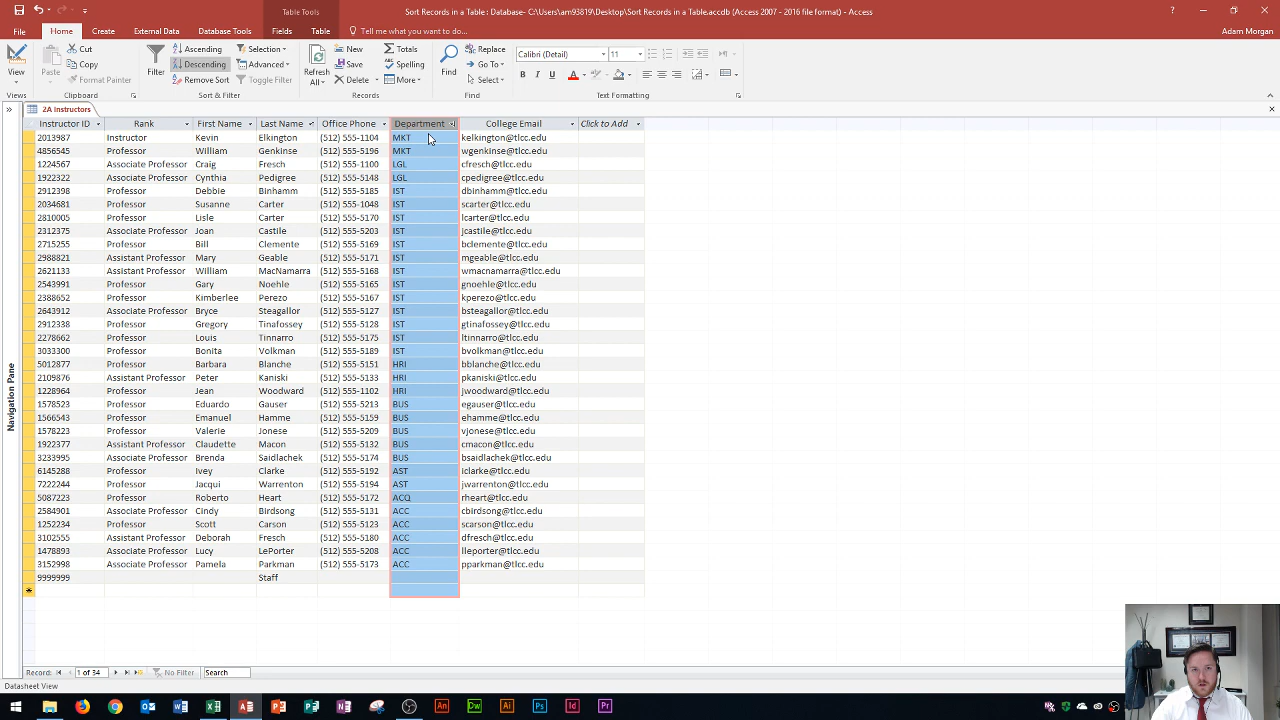 Table Tools
Sort Records in a Table : Database- C:\Users\am93819\Desktop\Sort Records in a Table.accdb (Access 2007 - 2016 file format) - Access
File Home Create External Data Database Tools Fields Table Tell me what you want to do... Adam Morgan
View Paste Cut Copy Format Painter
Filter Ascending Descending Remove Sort Selection Advanced Toggle Filter
Refresh All New Save Delete Totals Spelling More
Find Replace Go To Select
Calibri (Detail) 11
B I U A
Views Clipboard Sort & Filter Records Find Text Formatting
2A Instructors
Instructor ID Rank First Name Last Name Office Phone Department College Email Click to Add
2013987 Instructor Kevin Elkington (512) 555-1104 MKT kelkington@tlcc.edu
4856545 Professor William Genkinse (512) 555-5196 MKT wgenkinse@tlcc.edu
1224567 Associate Professor Craig Fresch (512) 555-1100 LGL cfresch@tlcc.edu
1922322 Associate Professor Cynthia Pedigree (512) 555-5148 LGL cpedigree@tlcc.edu
2912398 Professor Debbie Binhamm (512) 555-5185 IST dbinhamm@tlcc.edu
2034681 Professor Susanne Carter (512) 555-1048 IST scarter@tlcc.edu
2810005 Professor Lisle Carter (512) 555-5170 IST lcarter@tlcc.edu
2312375 Associate Professor Joan Castile (512) 555-5203 IST jcastile@tlcc.edu
2715255 Professor Bill Clemente (512) 555-5169 IST bclemente@tlcc.edu
2988821 Assistant Professor Mary Geable (512) 555-5171 IST mgeable@tlcc.edu
2621133 Assistant Professor William MacNamarra (512) 555-5168 IST wmacnamarra@tlcc.edu
2543991 Professor Gary Noehle (512) 555-5165 IST gnoehle@tlcc.edu
2388652 Professor Kimberlee Perezo (512) 555-5167 IST kperezo@tlcc.edu
2643912 Associate Professor Bryce Steagallor (512) 555-5127 IST bsteagallor@tlcc.edu
2912338 Professor Gregory Tinafossey (512) 555-5128 IST gtinafossey@tlcc.edu
2278662 Professor Louis Tinnarro (512) 555-5175 IST ltinnarro@tlcc.edu
3033300 Professor Bonita Volkman (512) 555-5189 IST bvolkman@tlcc.edu
5012877 Professor Barbara Blanche (512) 555-5151 HRI bblanche@tlcc.edu
2109876 Assistant Professor Peter Kaniski (512) 555-5133 HRI pkaniski@tlcc.edu
1228964 Professor Jean Woodward (512) 555-1102 HRI jwoodward@tlcc.edu
1578523 Professor Eduardo Gauser (512) 555-5213 BUS egauser@tlcc.edu
1566543 Professor Emanuel Hamme (512) 555-5159 BUS ehamme@tlcc.edu
1578223 Professor Valerie Jonese (512) 555-5209 BUS vjonese@tlcc.edu
1922377 Assistant Professor Claudette Macon (512) 555-5132 BUS cmacon@tlcc.edu
3233995 Associate Professor Brenda Saidlachek (512) 555-5174 BUS bsaidlachek@tlcc.edu
6145288 Professor Ivey Clarke (512) 555-5192 AST iclarke@tlcc.edu
7222244 Professor Jacqui Warrenton (512) 555-5194 AST jwarrenton@tlcc.edu
5087223 Professor Roberto Heart (512) 555-5172 ACQ rheart@tlcc.edu
2584901 Associate Professor Cindy Birdsong (512) 555-5131 ACC cbirdsong@tlcc.edu
1252234 Professor Scott Carson (512) 555-5123 ACC scarson@tlcc.edu
3102555 Assistant Professor Deborah Fresch (512) 555-5180 ACC dfresch@tlcc.edu
1478893 Associate Professor Lucy LePorter (512) 555-5208 ACC lleporter@tlcc.edu
3152998 Associate Professor Pamela Parkman (512) 555-5173 ACC pparkman@tlcc.edu
9999999 Staff
Navigation Pane
Record: 1 of 34 No Filter Search
Datasheet View
An Dw Ai Ps Id Pr